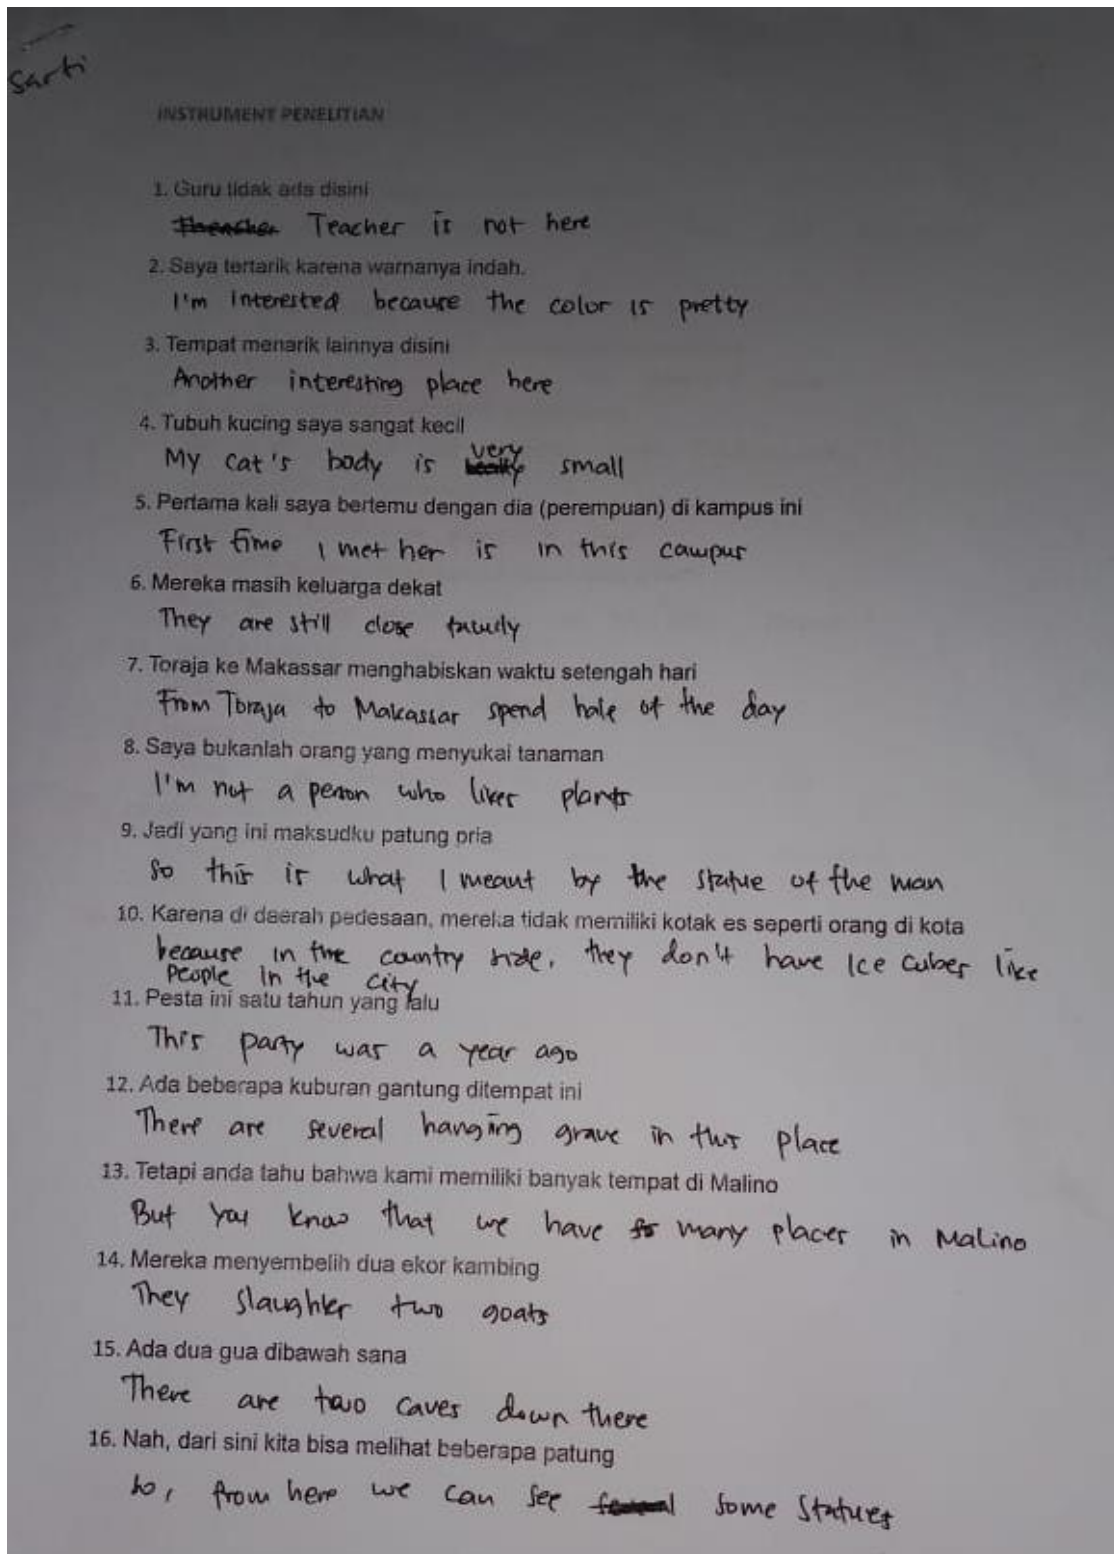 Sarti
INSTRUMENT PENELITIAN
1. Guru tidak ada disini
Teacher is not here
2. Saya tertarik karena warnanya indah.
I'm interested because the color is pretty
3. Tempat menarik lainnya disini
Another interesting place here
4. Tubuh kucing saya sangat kecil
My cat's body is very small
5. Pertama kali saya bertemu dengan dia (perempuan) di kampus ini
First time I met her is in this campus
6. Mereka masih keluarga dekat
They are still close family
7. Toraja ke Makassar menghabiskan waktu setengah hari
From Toraja to Makassar spend hale of the day
8. Saya bukanlah orang yang menyukai tanaman
I'm not a person who likes plants
9. Jadi yang ini maksudku patung pria
So this is what I meant by the statue of the man
10. Karena di daerah pedesaan, mereka tidak memiliki kotak es seperti orang di kota
because in the country side, they don't have Ice cubes like
People in the city
11. Pesta ini satu tahun yang lalu
This party was a year ago
12. Ada beberapa kuburan gantung ditempat ini
There are several hanging grave in this place
13. Tetapi anda tahu bahwa kami memiliki banyak tempat di Malino
But you know that we have many places in Malino
14. Mereka menyembelih dua ekor kambing
They slaughter two goats
15. Ada dua gua dibawah sana
There are two caves down there
16. Nah, dari sini kita bisa melihat beberapa patung
so, from here we can see some statues